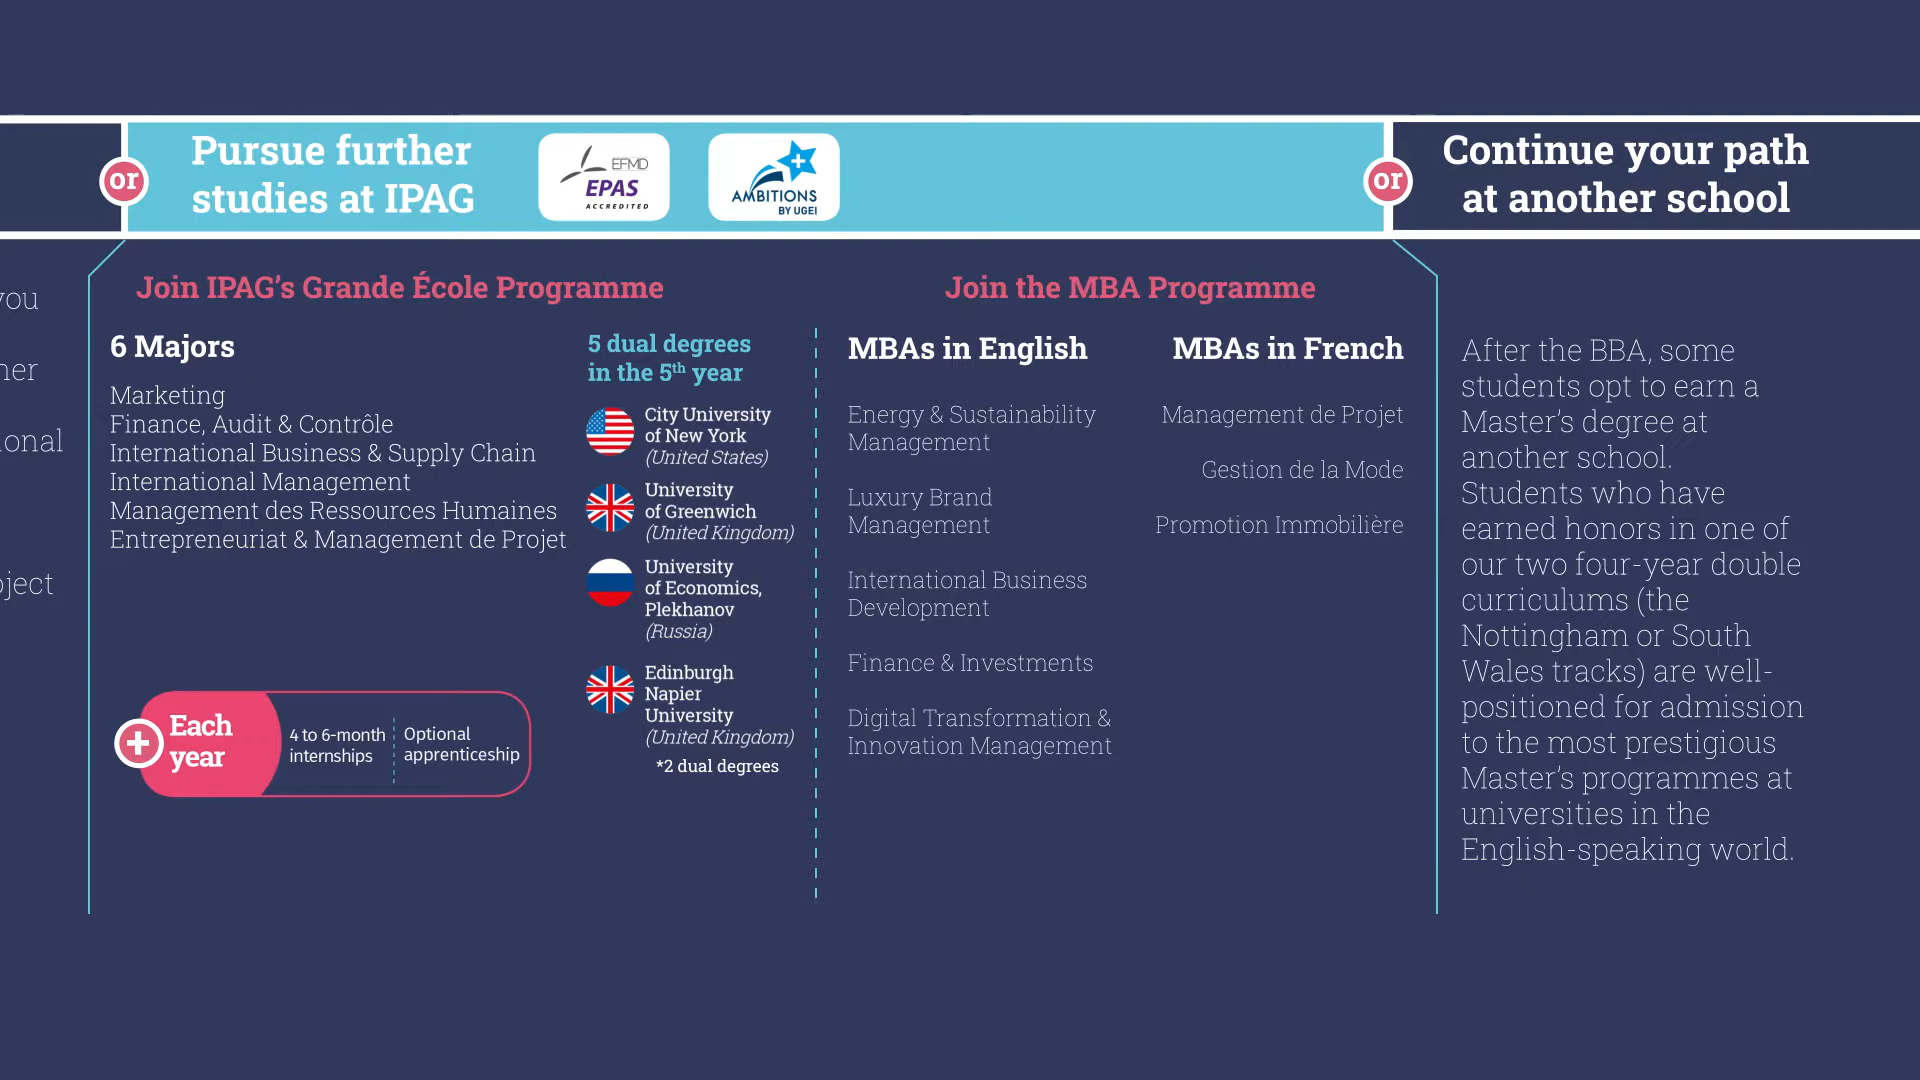 or
Pursue further
studies at IPAG
EFMD
EPAS
ACCREDITED
AMBITIONS
BY UGEI
or
Continue your path
at another school
you
ional
Join IPAG’s Grande École Programme
6 Majors
Marketing
Finance, Audit & Contrôle
International Business & Supply Chain
International Management
Management des Ressources Humaines
Entrepreneuriat & Management de Projet
Each
year
4 to 6-month
internships
Optional
apprenticeship
5 dual degrees
in the 5th year
City University
of New York
(United States)
University
of Greenwich
(United Kingdom)
University
of Economics,
Plekhanov
(Russia)
Edinburgh
Napier
University
(United Kingdom)
*2 dual degrees
Join the MBA Programme
MBAs in English
Energy & Sustainability
Management
Luxury Brand
Management
International Business
Development
Finance & Investments
Digital Transformation &
Innovation Management
MBAs in French
Management de Projet
Gestion de la Mode
Promotion Immobilière
After the BBA, some
students opt to earn a
Master’s degree at
another school.
Students who have
earned honors in one of
our two four-year double
curriculums (the
Nottingham or South
Wales tracks) are well-
positioned for admission
to the most prestigious
Master’s programmes at
universities in the
English-speaking world.